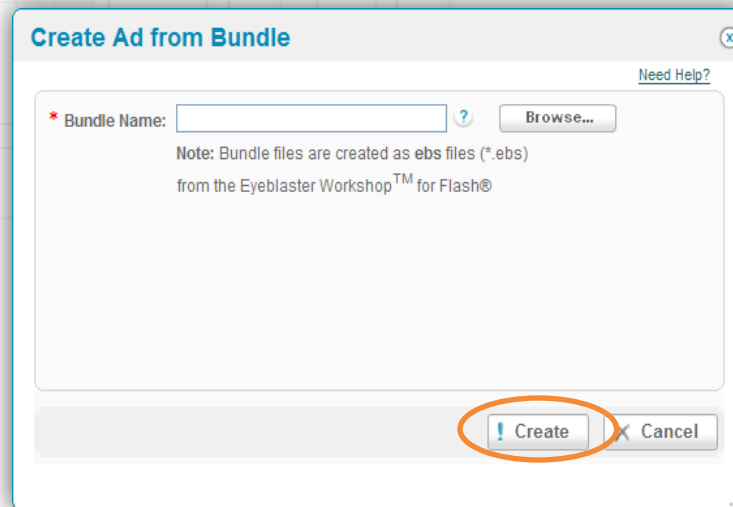 Create Ad from Bundle
x
Need Help?
* Bundle Name: ? Browse...
Note: Bundle files are created as ebs files (*.ebs)
from the Eyeblaster Workshop™ for Flash®
! Create X Cancel